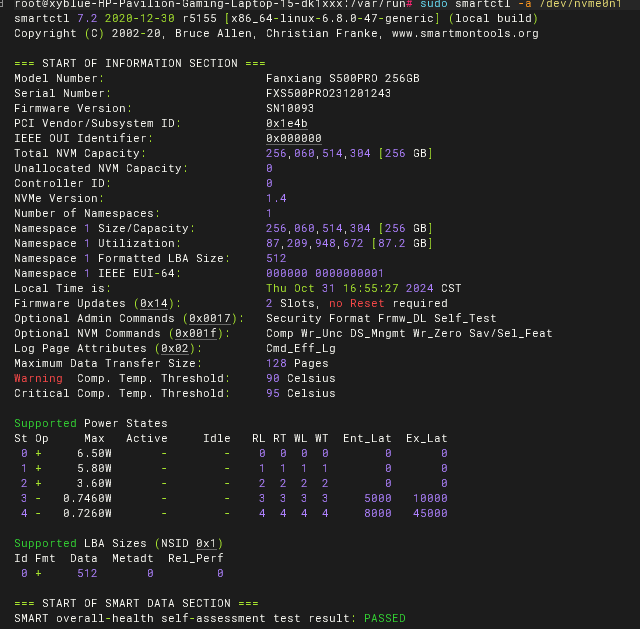 root@xyblue-HP-Pavilion-Gaming-Laptop-15-dk1xxx:/var/run# sudo smartctl -a /dev/nvme0n1
smartctl 7.2 2020-12-30 r5155 [x86_64-linux-6.8.0-47-generic] (local build)
Copyright (C) 2002-20, Bruce Allen, Christian Franke, www.smartmontools.org

=== START OF INFORMATION SECTION ===
Model Number:                       Fanxiang S500PRO 256GB
Serial Number:                      FXS500PRO231201243
Firmware Version:                   SN10093
PCI Vendor/Subsystem ID:            0x1e4b
IEEE OUI Identifier:                0x000000
Total NVM Capacity:                 256,060,514,304 [256 GB]
Unallocated NVM Capacity:           0
Controller ID:                      0
NVMe Version:                       1.4
Number of Namespaces:               1
Namespace 1 Size/Capacity:          256,060,514,304 [256 GB]
Namespace 1 Utilization:            87,209,948,672 [87.2 GB]
Namespace 1 Formatted LBA Size:     512
Namespace 1 IEEE EUI-64:            000000 0000000001
Local Time is:                      Thu Oct 31 16:55:27 2024 CST
Firmware Updates (0x14):            2 Slots, no Reset required
Optional Admin Commands (0x0017):   Security Format Frmw_DL Self_Test
Optional NVM Commands (0x001f):     Comp Wr_Unc DS_Mngmt Wr_Zero Sav/Sel_Feat
Log Page Attributes (0x02):         Cmd_Eff_Lg
Maximum Data Transfer Size:         128 Pages
Warning  Comp. Temp. Threshold:     90 Celsius
Critical Comp. Temp. Threshold:     95 Celsius

Supported Power States
St Op     Max   Active     Idle   RL RT WL WT  Ent_Lat  Ex_Lat
 0 +     6.50W       -        -    0  0  0  0        0       0
 1 +     5.80W       -        -    1  1  1  1        0       0
 2 +     3.60W       -        -    2  2  2  2        0       0
 3 -   0.7460W       -        -    3  3  3  3     5000   10000
 4 -   0.7260W       -        -    4  4  4  4     8000   45000

Supported LBA Sizes (NSID 0x1)
Id Fmt  Data  Metadt  Rel_Perf
 0 +     512       0         0

=== START OF SMART DATA SECTION ===
SMART overall-health self-assessment test result: PASSED